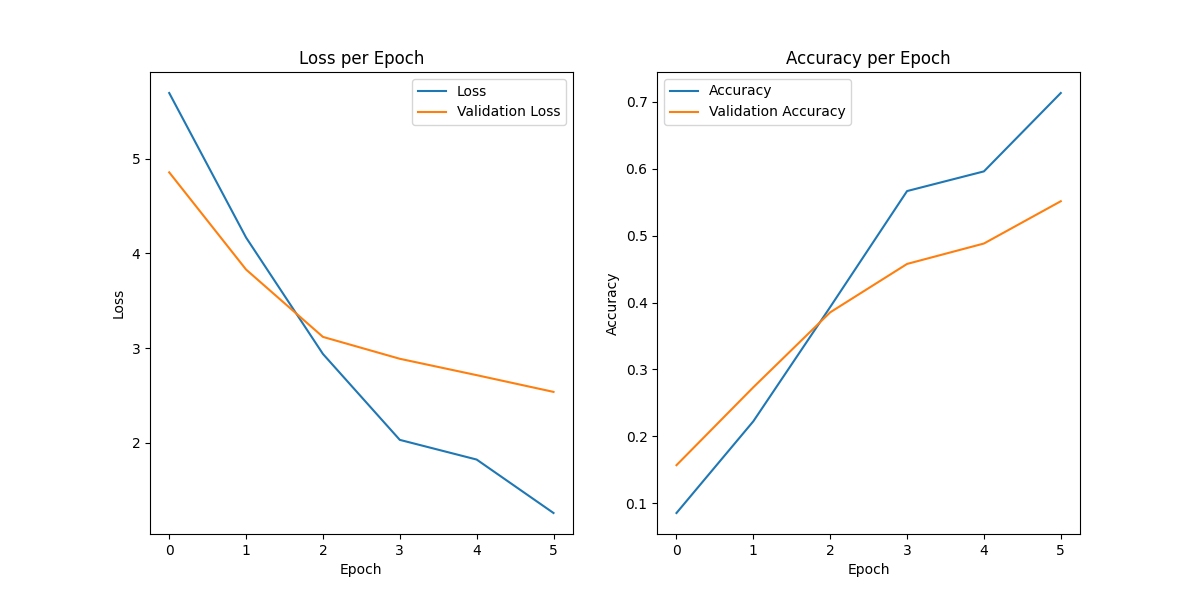 Loss per Epoch
Loss
Validation Loss
5
4
3
2
Loss
0 1 2 3 4 5
Epoch
Accuracy per Epoch
Accuracy
Validation Accuracy
0.7
0.6
0.5
0.4
0.3
0.2
0.1
Accuracy
0 1 2 3 4 5
Epoch